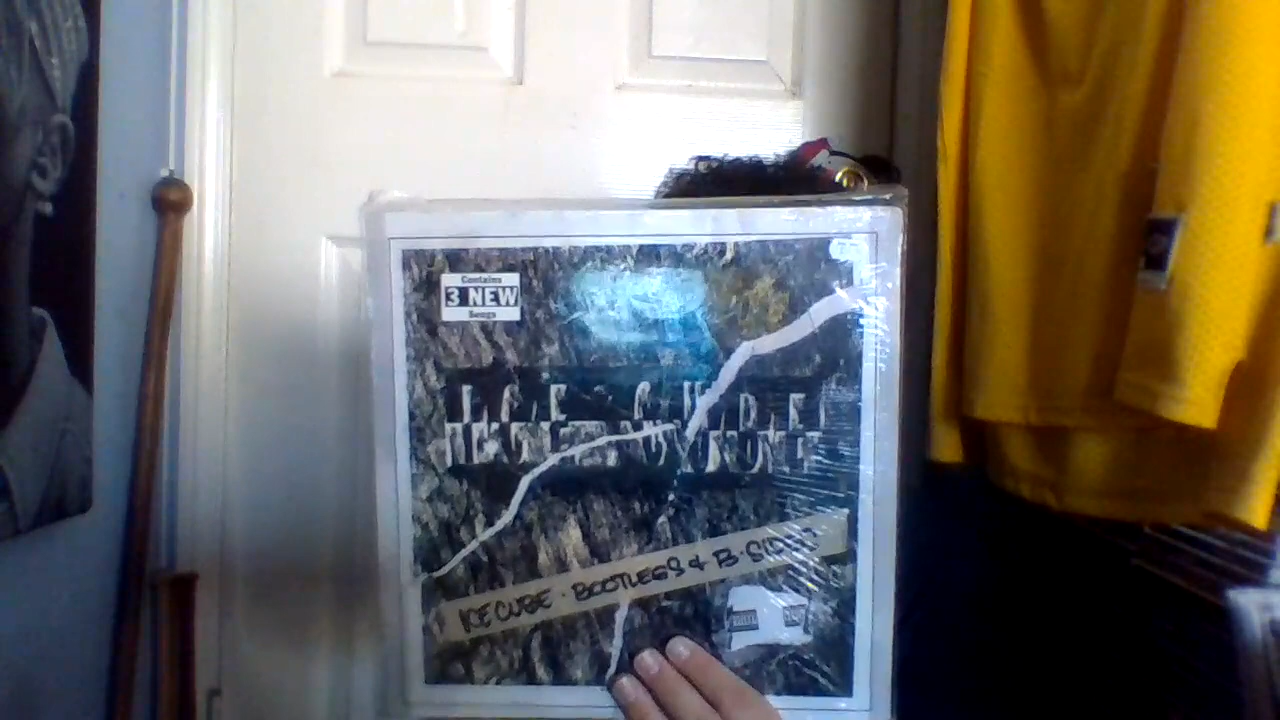 Contains
3 NEW
Songs
ICE CUBE
ICE CUBE · BOOTLEGS & B·SIDES